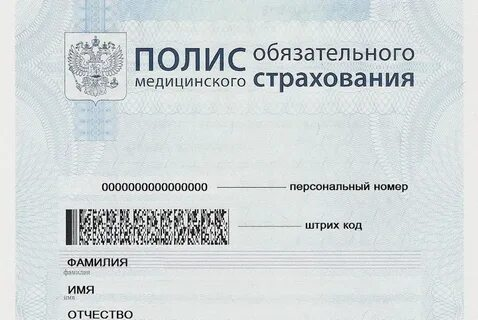 ПОЛИС обязательного
медицинского страхования
0000000000000000 персональный номер
штрих код
ФАМИЛИЯ
фамилия
ИМЯ
имя
ОТЧЕСТВО